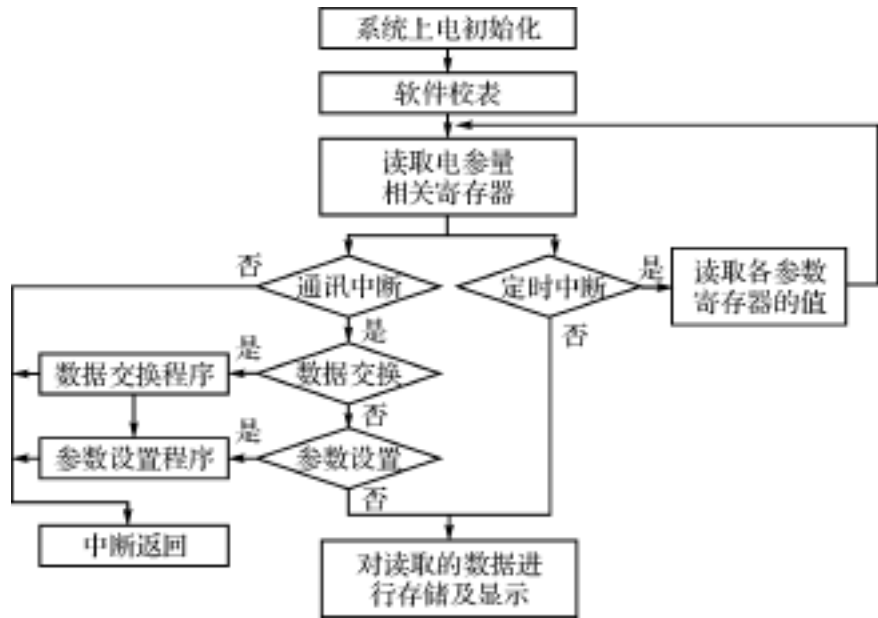 系统上电初始化
软件校表
读取电参量
相关寄存器
否
通讯中断
定时中断
是
读取各参数
寄存器的值
是
否
数据交换程序
是
数据交换
否
参数设置程序
是
参数设置
否
中断返回
对读取的数据进
行存储及显示